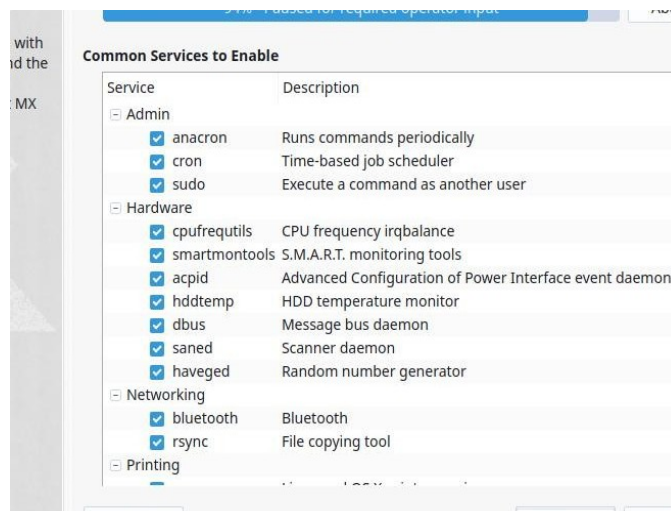 with
nd the
MX
Common Services to Enable
Service Description
Admin
anacron Runs commands periodically
cron Time-based job scheduler
sudo Execute a command as another user
Hardware
cpufrequtils CPU frequency irqbalance
smartmontools S.M.A.R.T. monitoring tools
acpid Advanced Configuration of Power Interface event daemon
hddtemp HDD temperature monitor
dbus Message bus daemon
saned Scanner daemon
haveged Random number generator
Networking
bluetooth Bluetooth
rsync File copying tool
Printing